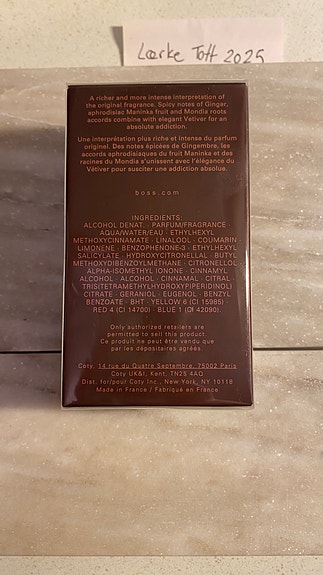 Lærke Toft 2025
A richer and more intense interpretation of
the original fragrance. Spicy notes of Ginger,
aphrodisiac Maninka fruit and Mondia roots
accords combine with elegant Vetiver for an
absolute addiction.
Une interprétation plus riche et intense du parfum
originel. Des notes épicées de Gingembre, les
accords aphrodisiaques du fruit Maninka et des
racines du Mondia s'unissent avec l'élégance du
Vétiver pour susciter une addiction absolue.
boss.com
INGREDIENTS:
ALCOHOL DENAT. · PARFUM/FRAGRANCE ·
AQUA/WATER/EAU · ETHYLHEXYL
METHOXYCINNAMATE · LINALOOL · COUMARIN ·
LIMONENE · BENZOPHENONE-3 · ETHYLHEXYL
SALICYLATE · HYDROXYCITRONELLAL · BUTYL
METHOXYDIBENZOYLMETHANE · CITRONELLOL ·
ALPHA-ISOMETHYL IONONE · CINNAMYL
ALCOHOL · ALCOHOL · CINNAMAL · CITRAL ·
TRIS(TETRAMETHYLHYDROXYPIPERIDINOL)
CITRATE · GERANIOL · EUGENOL · BENZYL
BENZOATE · BHT · YELLOW 6 (CI 15985) ·
RED 4 (CI 14700) · BLUE 1 (CI 42090).
Only authorized retailers are
permitted to sell this product.
Ce produit ne peut être vendu que
par les dépositaires agréés.
Coty, 14 rue du Quatre Septembre, 75002 Paris
Coty UK&I, Kent, TN25 4AQ
Dist. for/pour Coty Inc., New York, NY 10118
Made in France / Fabriqué en France